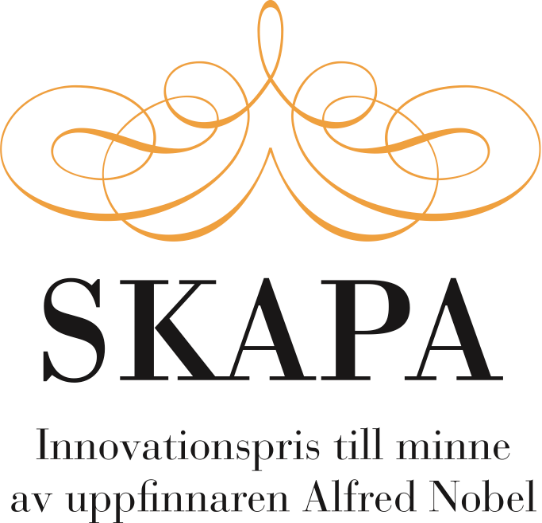 SKAPA
Innovationspris till minne
av uppfinnaren Alfred Nobel